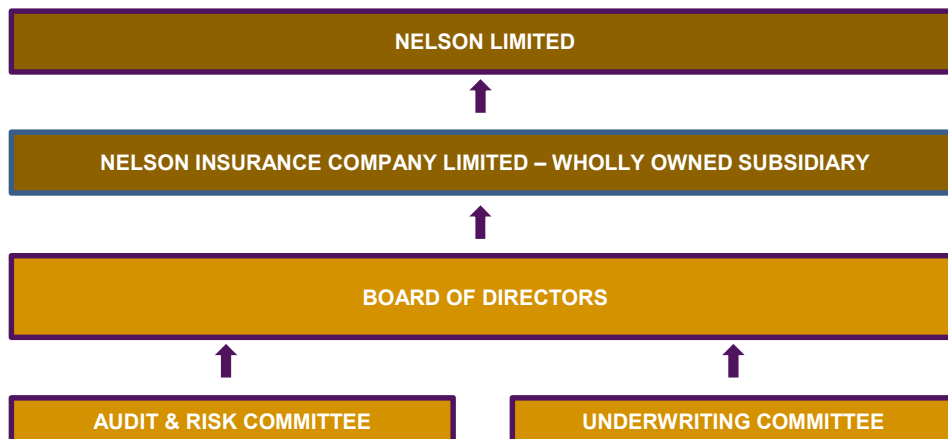 NELSON LIMITED
NELSON INSURANCE COMPANY LIMITED – WHOLLY OWNED SUBSIDIARY
BOARD OF DIRECTORS
AUDIT & RISK COMMITTEE
UNDERWRITING COMMITTEE